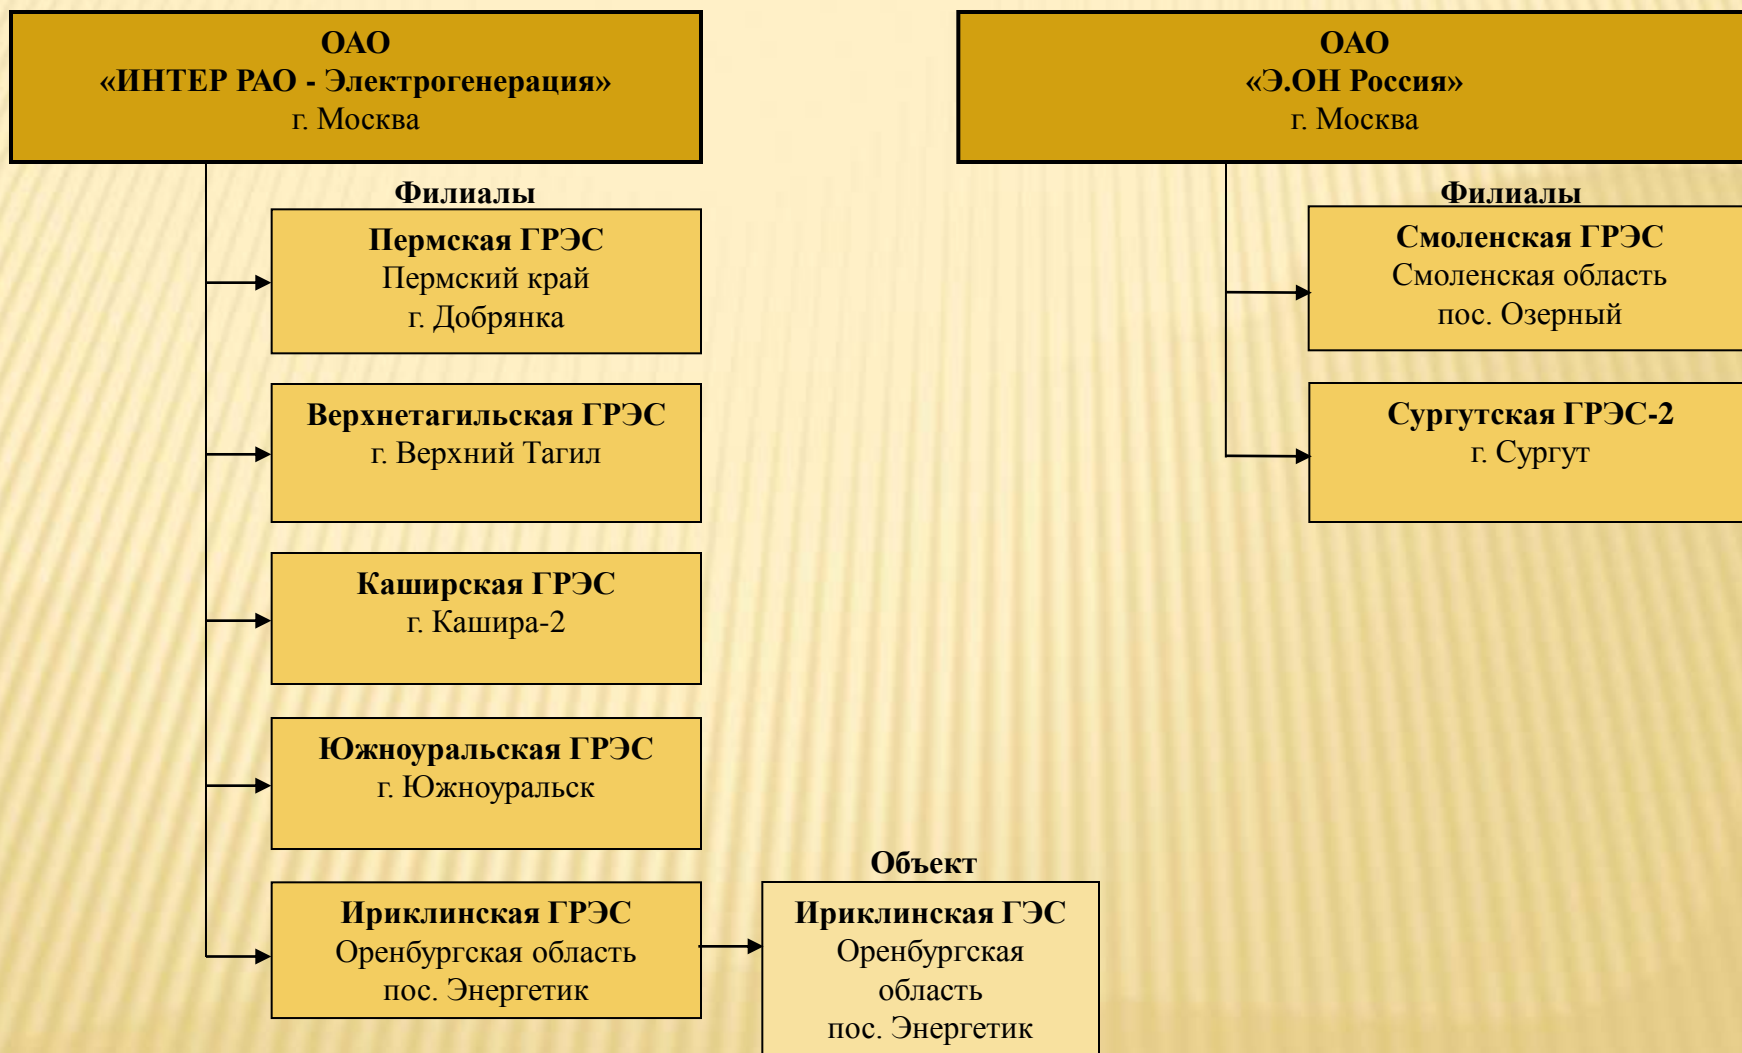 ОАО
«ИНТЕР РАО - Электрогенерация»
г. Москва
Филиалы
Пермская ГРЭС
Пермский край
г. Добрянка
Верхнетагильская ГРЭС
г. Верхний Тагил
Каширская ГРЭС
г. Кашира-2
Южноуральская ГРЭС
г. Южноуральск
Ириклинская ГРЭС
Оренбургская область
пос. Энергетик
Объект
Ириклинская ГЭС
Оренбургская
область
пос. Энергетик
ОАО
«Э.ОН Россия»
г. Москва
Филиалы
Смоленская ГРЭС
Смоленская область
пос. Озерный
Сургутская ГРЭС-2
г. Сургут